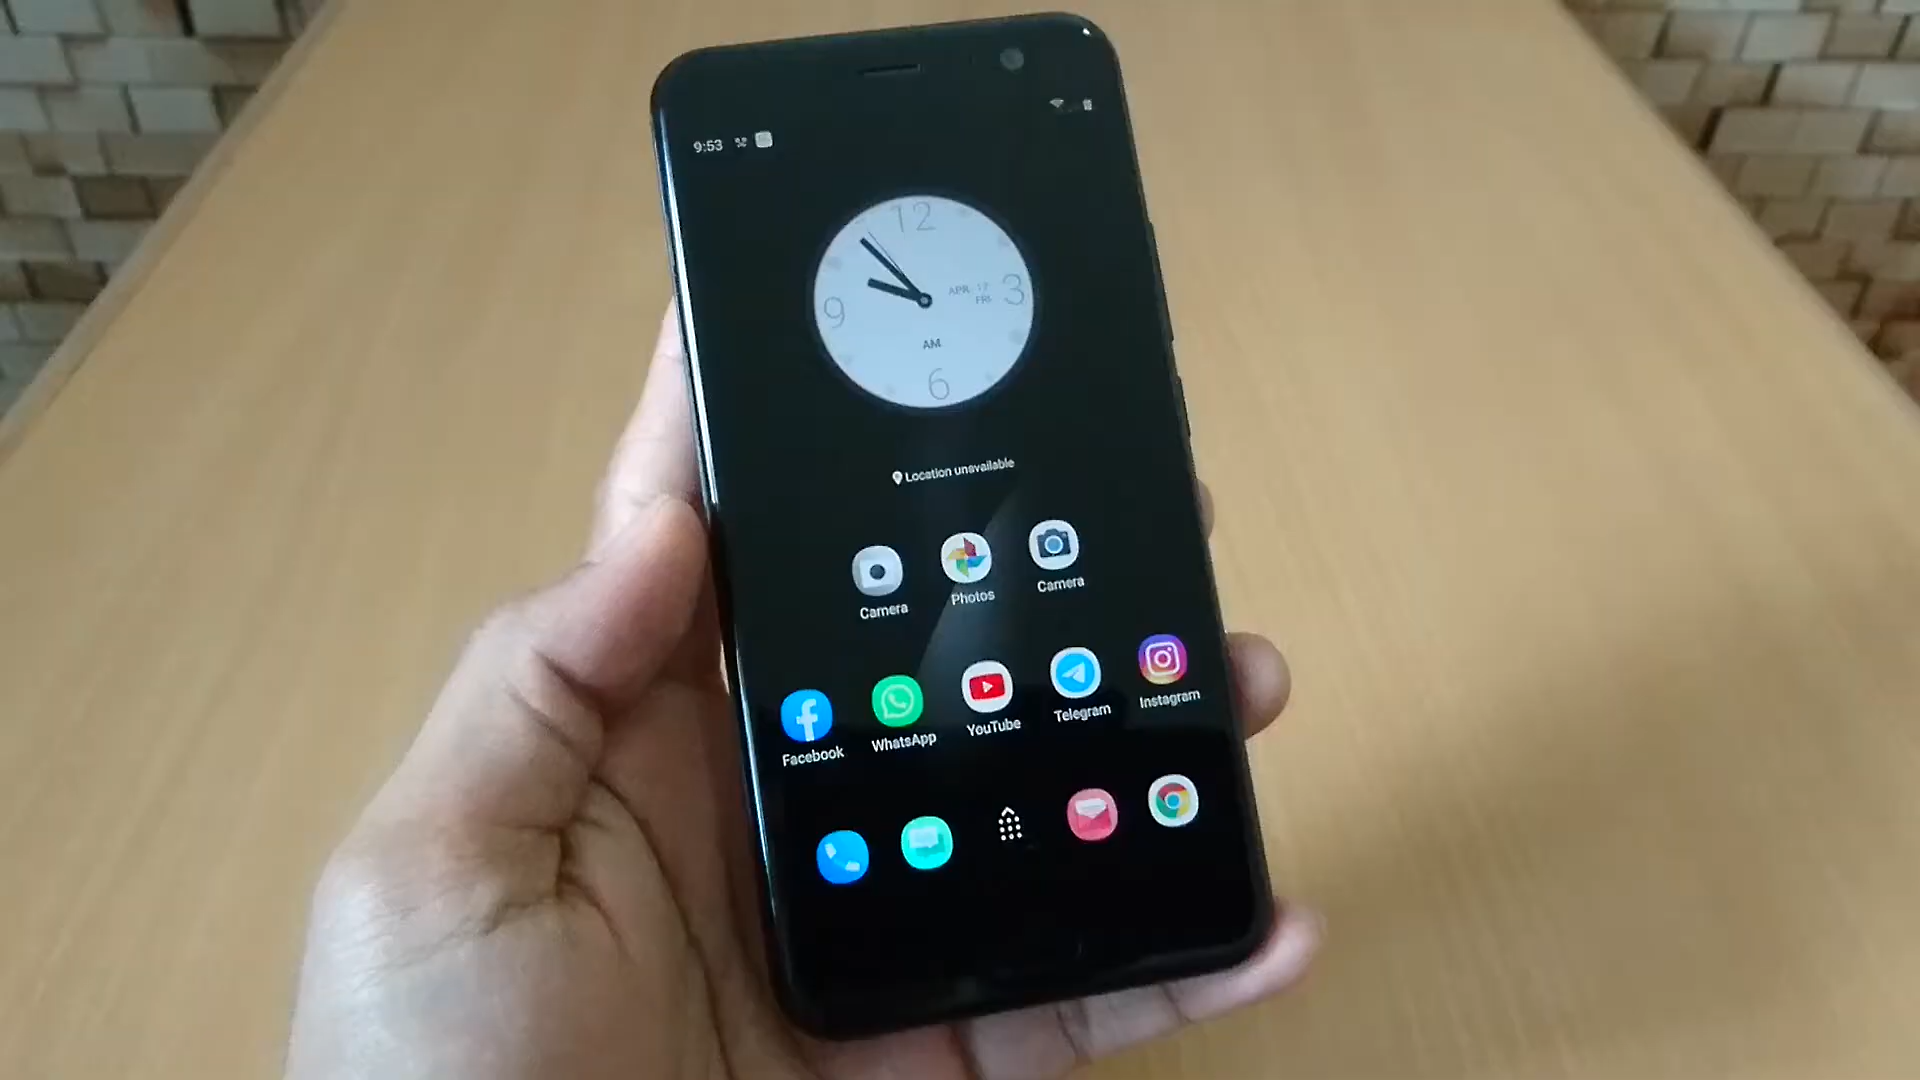 9:53
12
9
3
APR 17
FRI
AM
6
Location unavailable
Camera
Photos
Camera
Facebook
WhatsApp
YouTube
Telegram
Instagram